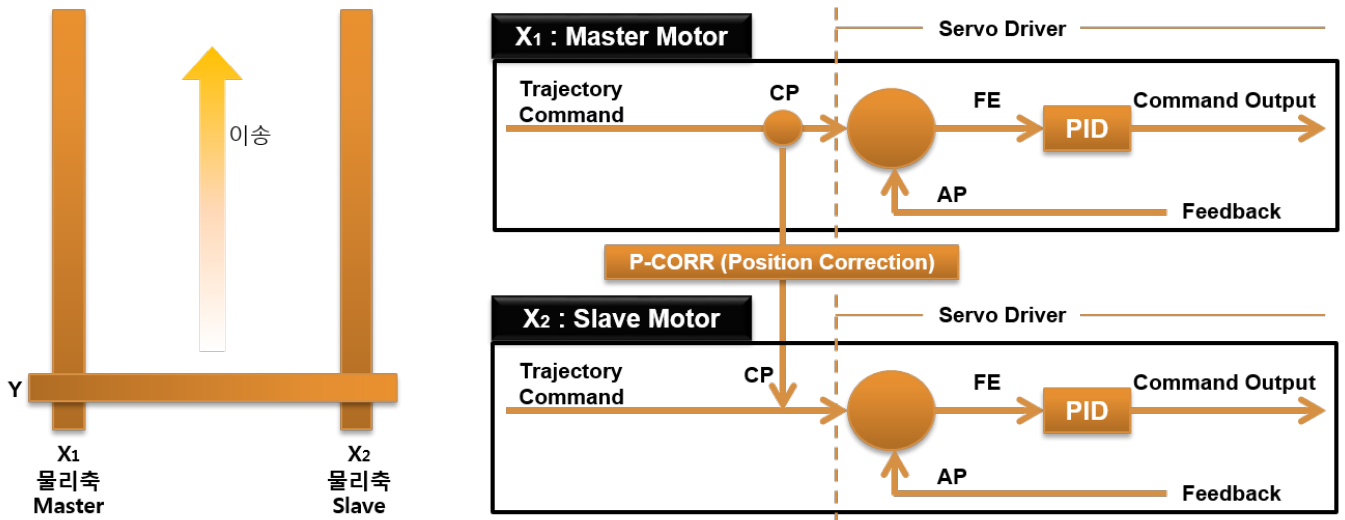 이송
Y
X1
물리축
Master
X2
물리축
Slave
X1 : Master Motor
Servo Driver
Trajectory
Command
CP
FE
PID
Command Output
AP
Feedback
P-CORR (Position Correction)
X2 : Slave Motor
Servo Driver
Trajectory
Command
CP
FE
PID
Command Output
AP
Feedback